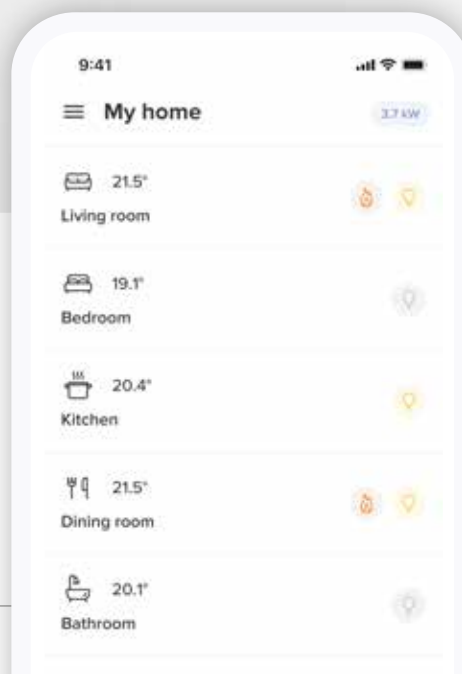 9:41
My home
3.7 kW
21.5°
Living room
19.1°
Bedroom
20.4°
Kitchen
21.5°
Dining room
20.1°
Bathroom